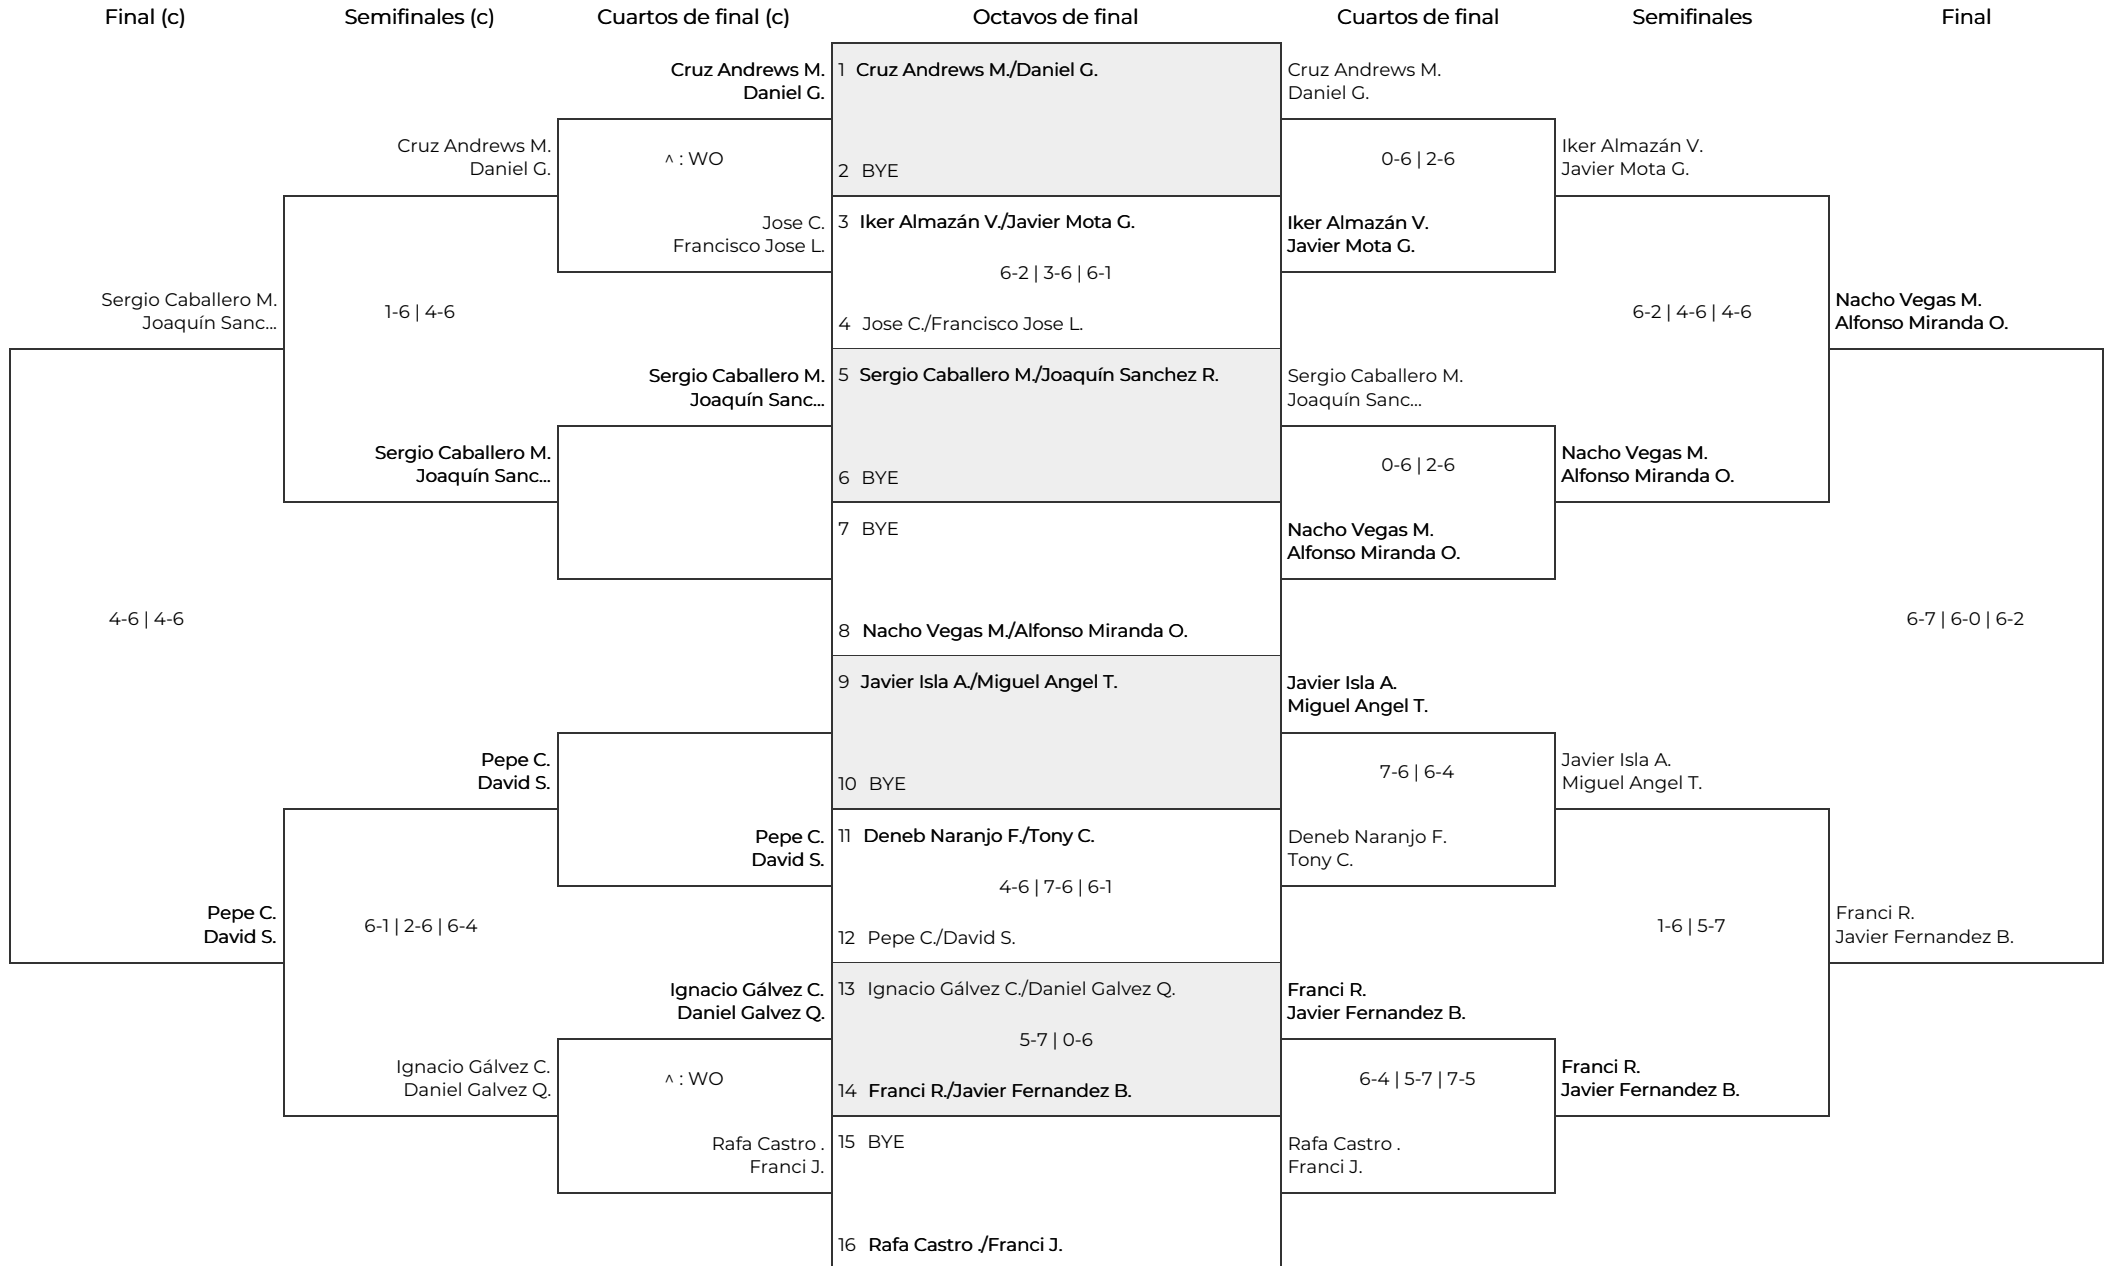 Final (c)
Semifinales (c)
Cuartos de final (c)
Octavos de final
Cuartos de final
Semifinales
Final
Sergio Caballero M.
Joaquín Sanc...
4-6 | 4-6
Pepe C.
David S.
Cruz Andrews M.
Daniel G.
1-6 | 4-6
Sergio Caballero M.
Joaquín Sanc...
Pepe C.
David S.
6-1 | 2-6 | 6-4
Ignacio Gálvez C.
Daniel Galvez Q.
Cruz Andrews M.
Daniel G.
^ : WO
Jose C.
Francisco Jose L.
Sergio Caballero M.
Joaquín Sanc...
Pepe C.
David S.
Ignacio Gálvez C.
Daniel Galvez Q.
^ : WO
Rafa Castro .
Franci J.
1 Cruz Andrews M./Daniel G.
2 BYE
3 Iker Almazán V./Javier Mota G.
6-2 | 3-6 | 6-1
4 Jose C./Francisco Jose L.
5 Sergio Caballero M./Joaquín Sanchez R.
6 BYE
7 BYE
8 Nacho Vegas M./Alfonso Miranda O.
9 Javier Isla A./Miguel Angel T.
10 BYE
11 Deneb Naranjo F./Tony C.
4-6 | 7-6 | 6-1
12 Pepe C./David S.
13 Ignacio Gálvez C./Daniel Galvez Q.
5-7 | 0-6
14 Franci R./Javier Fernandez B.
15 BYE
16 Rafa Castro ./Franci J.
Cruz Andrews M.
Daniel G.
0-6 | 2-6
Iker Almazán V.
Javier Mota G.
Sergio Caballero M.
Joaquín Sanc...
0-6 | 2-6
Nacho Vegas M.
Alfonso Miranda O.
Javier Isla A.
Miguel Angel T.
7-6 | 6-4
Deneb Naranjo F.
Tony C.
Franci R.
Javier Fernandez B.
6-4 | 5-7 | 7-5
Rafa Castro .
Franci J.
Iker Almazán V.
Javier Mota G.
6-2 | 4-6 | 4-6
Nacho Vegas M.
Alfonso Miranda O.
Javier Isla A.
Miguel Angel T.
1-6 | 5-7
Franci R.
Javier Fernandez B.
Nacho Vegas M.
Alfonso Miranda O.
6-7 | 6-0 | 6-2
Franci R.
Javier Fernandez B.